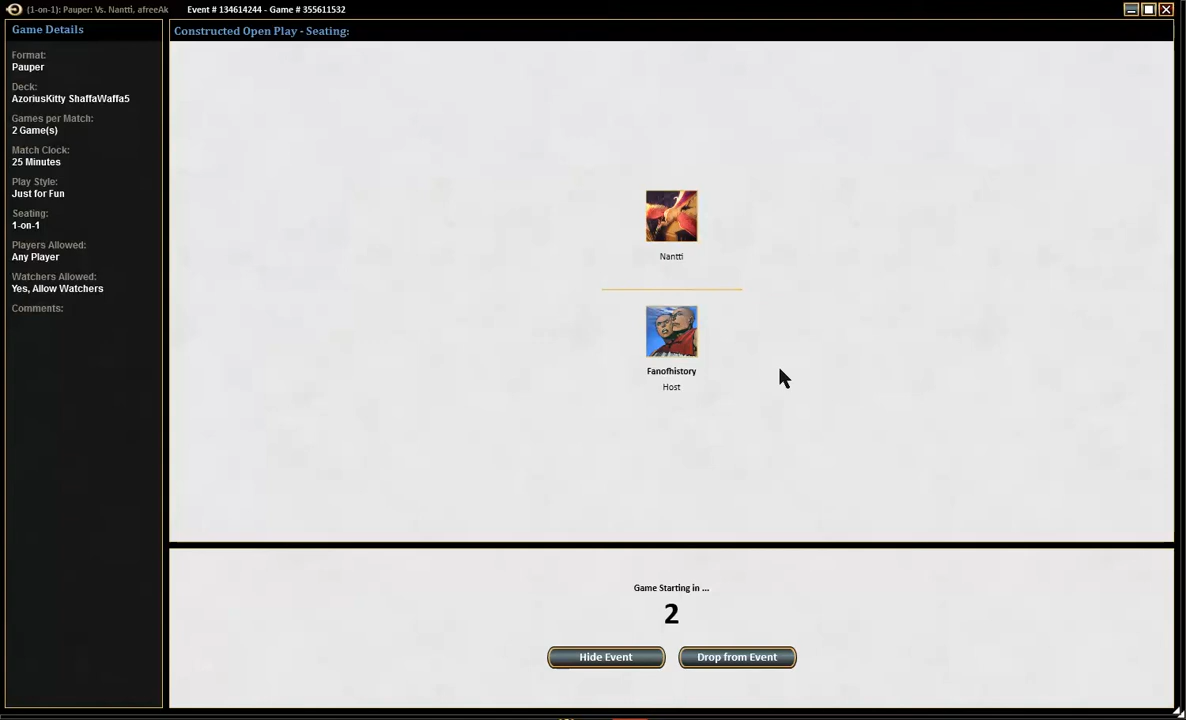 (1-on-1): Pauper: Vs. Nantti, afreeAk
Event # 134614244 - Game # 355611532
Game Details
Format:
Pauper
Deck:
AzoriusKitty ShaffaWaffa5
Games per Match:
2 Game(s)
Match Clock:
25 Minutes
Play Style:
Just for Fun
Seating:
1-on-1
Players Allowed:
Any Player
Watchers Allowed:
Yes, Allow Watchers
Comments:
Constructed Open Play - Seating:
Nantti
Fanofhistory
Host
Game Starting in ...
2
Hide Event
Drop from Event